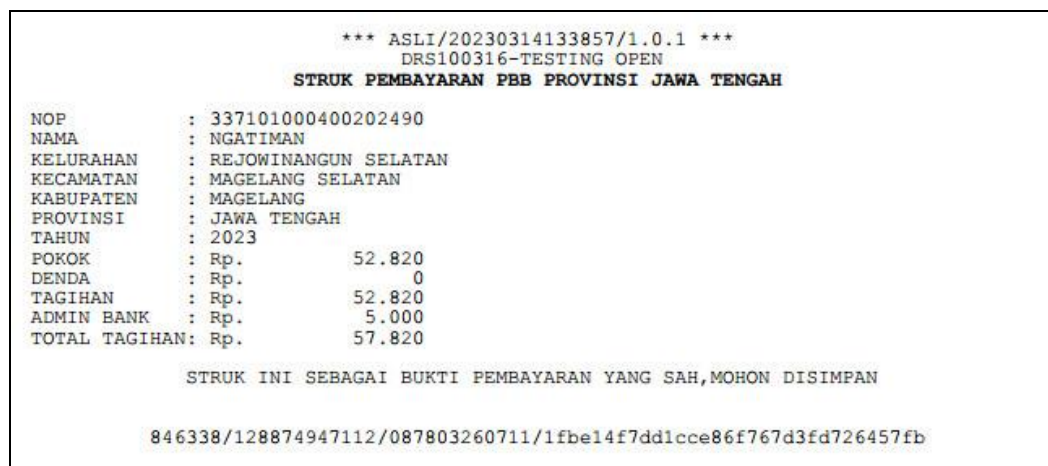 *** ASLI/20230314133857/1.0.1 ***
DRS100316-TESTING OPEN
STRUK PEMBAYARAN PBB PROVINSI JAWA TENGAH
NOP : 337101000400202490
NAMA : NGATIMAN
KELURAHAN : REJOWINANGUN SELATAN
KECAMATAN : MAGELANG SELATAN
KABUPATEN : MAGELANG
PROVINSI : JAWA TENGAH
TAHUN : 2023
POKOK : Rp. 52.820
DENDA : Rp. 0
TAGIHAN : Rp. 52.820
ADMIN BANK : Rp. 5.000
TOTAL TAGIHAN: Rp. 57.820
STRUK INI SEBAGAI BUKTI PEMBAYARAN YANG SAH,MOHON DISIMPAN
846338/128874947112/087803260711/1fbe14f7dd1cce86f767d3fd726457fb